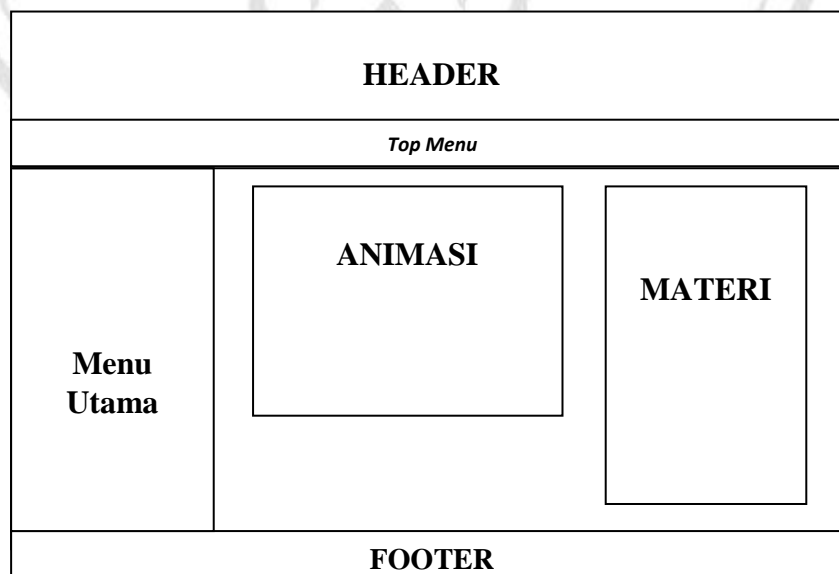 HEADER
Top Menu
ANIMASI
MATERI
Menu
Utama
FOOTER